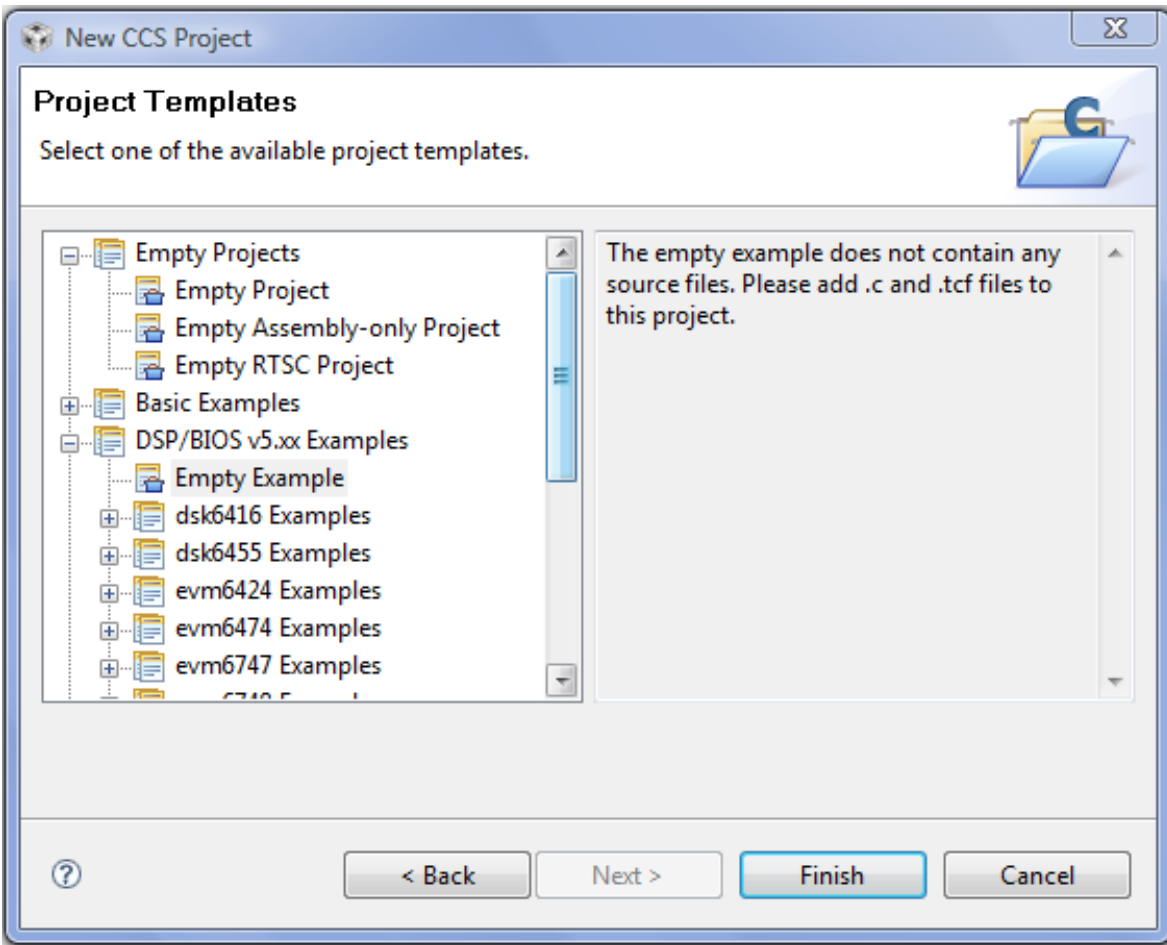 New CCS Project
Project Templates
Select one of the available project templates.
Empty Projects
Empty Project
Empty Assembly-only Project
Empty RTSC Project
Basic Examples
DSP/BIOS v5.xx Examples
Empty Example
dsk6416 Examples
dsk6455 Examples
evm6424 Examples
evm6474 Examples
evm6747 Examples
The empty example does not contain any
source files. Please add .c and .tcf files to
this project.
< Back
Next >
Finish
Cancel